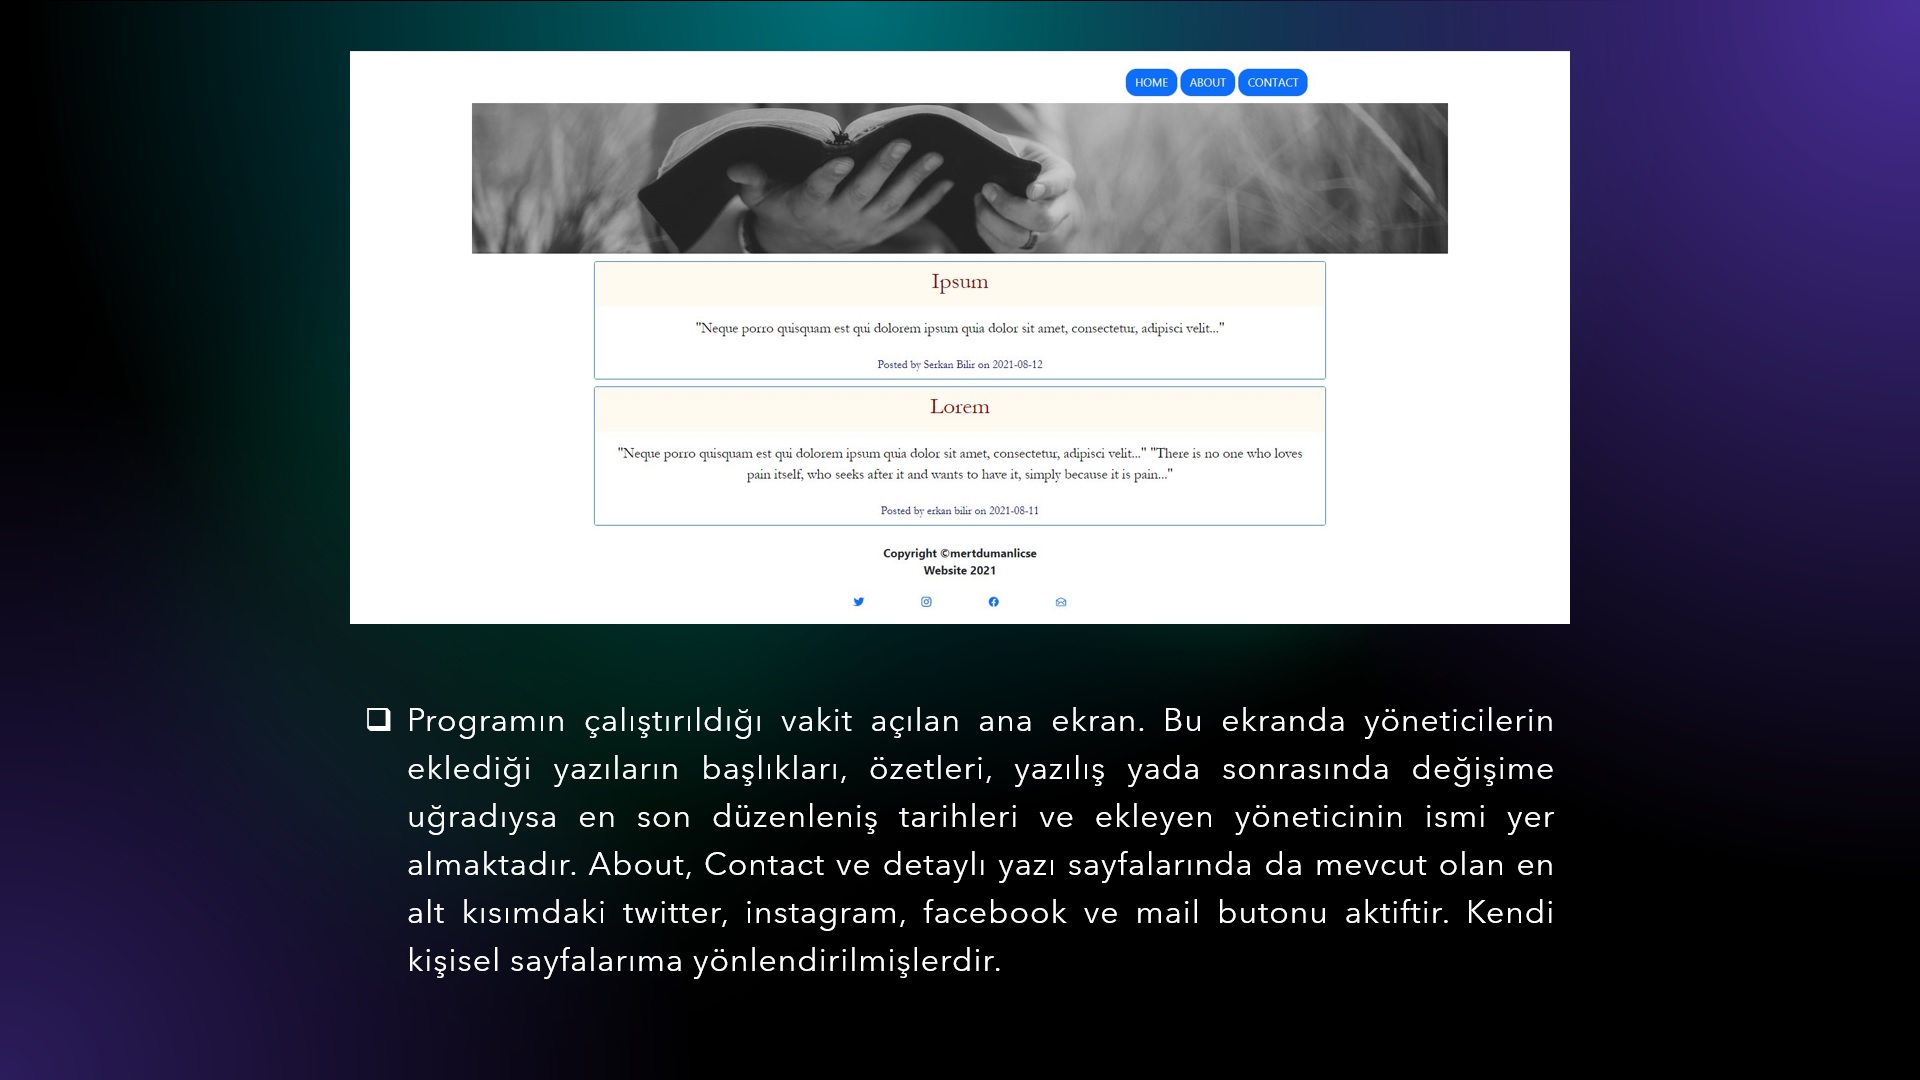 HOME ABOUT CONTACT
Ipsum
"Neque porro quisquam est qui dolorem ipsum quia dolor sit amet, consectetur, adipisci velit..."
Posted by Serkan Bilir on 2021-08-12
Lorem
"Neque porro quisquam est qui dolorem ipsum quia dolor sit amet, consectetur, adipisci velit..." "There is no one who loves
pain itself, who seeks after it and wants to have it, simply because it is pain..."
Posted by erkan bilir on 2021-08-11
Copyright ©mertdumanlicse
Website 2021
Programın çalıştırıldığı vakit açılan ana ekran. Bu ekranda yöneticilerin
eklediği yazıların başlıkları, özetleri, yazılış yada sonrasında değişime
uğradıysa en son düzenleniş tarihleri ve ekleyen yöneticinin ismi yer
almaktadır. About, Contact ve detaylı yazı sayfalarında da mevcut olan en
alt kısımdaki twitter, instagram, facebook ve mail butonu aktiftir. Kendi
kişisel sayfalarıma yönlendirilmişlerdir.